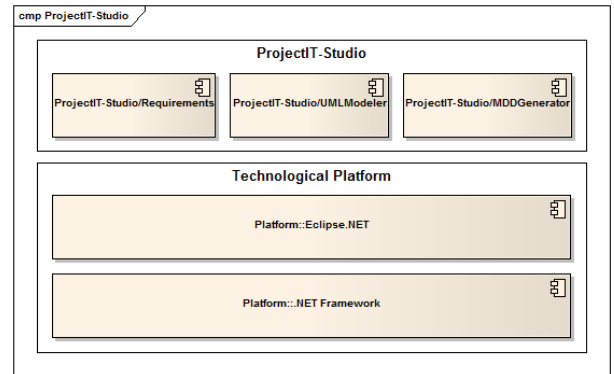 cmp ProjectIT-Studio
ProjectIT-Studio
ProjectIT-Studio/Requirements
ProjectIT-Studio/UMLModeler
ProjectIT-Studio/MDDGenerator
Technological Platform
Platform::Eclipse.NET
Platform::.NET Framework